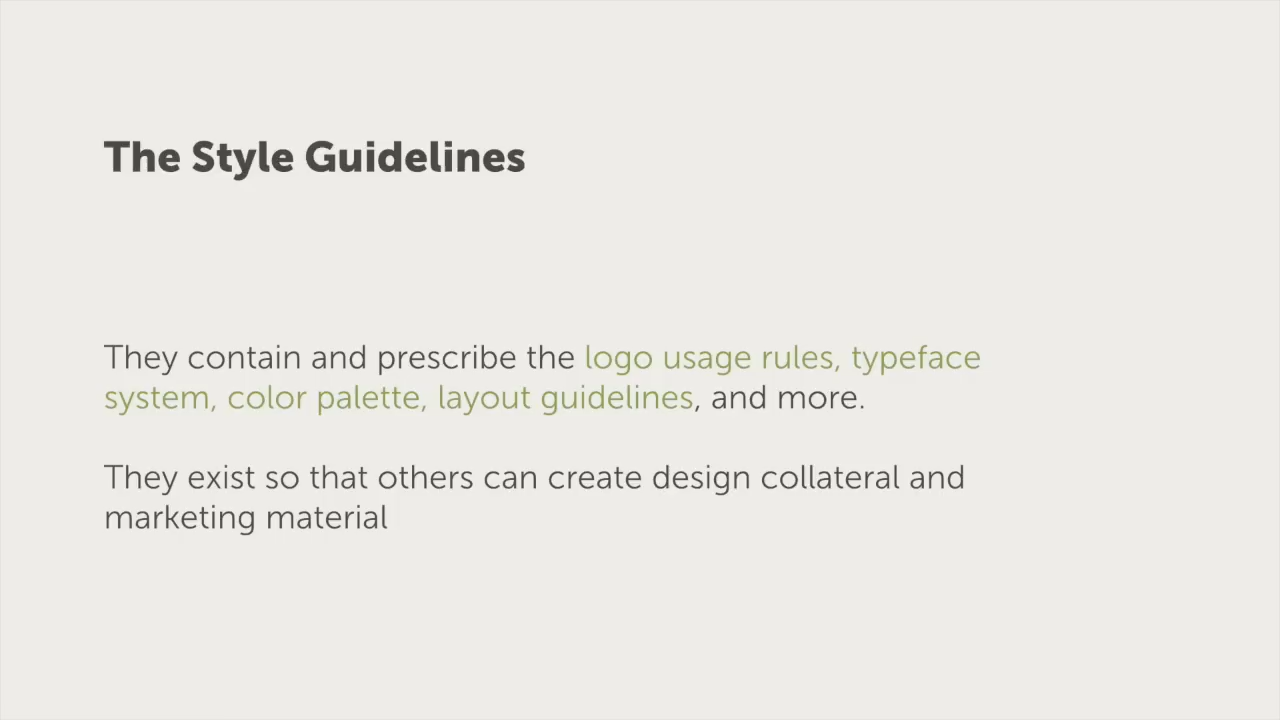 The Style Guidelines
They contain and prescribe the logo usage rules, typeface
system, color palette, layout guidelines, and more.
They exist so that others can create design collateral and
marketing material